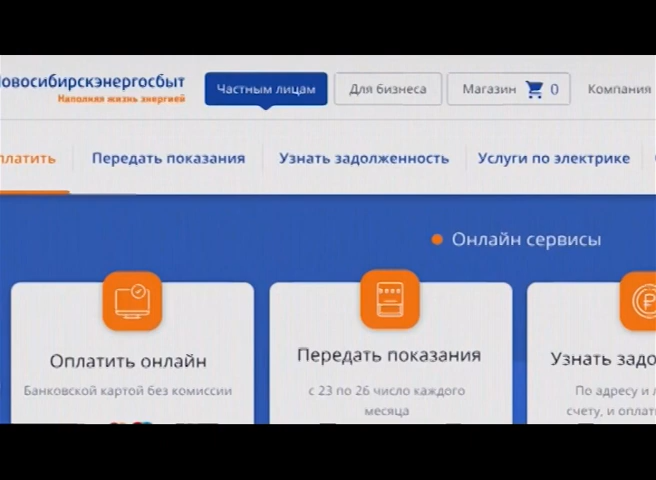 Новосибирскэнергосбыт
Наполняя жизнь энергией
Частным лицам
Для бизнеса
Магазин 0
Компания
платить
Передать показания
Узнать задолженность
Услуги по электрике
Онлайн сервисы
Оплатить онлайн
Банковской картой без комиссии
Передать показания
с 23 по 26 число каждого
месяца
Узнать задо
По адресу и л
счету, и оплат